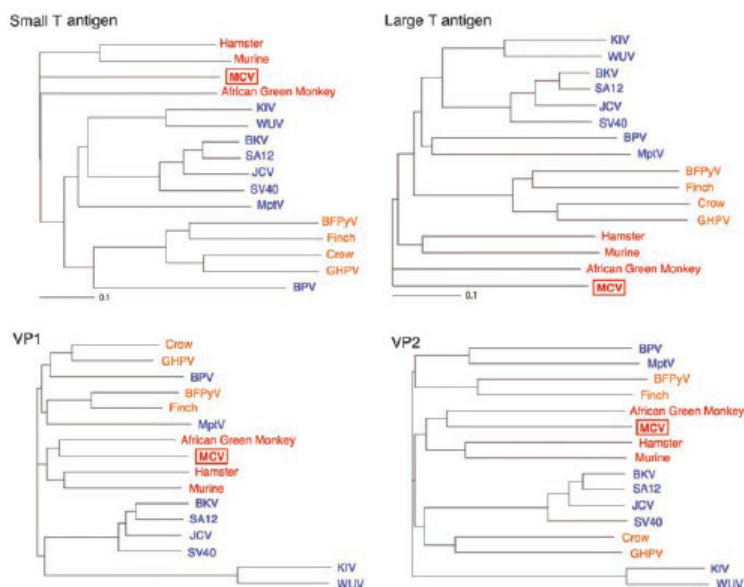 Small T antigen
Hamster
Murine
MCV
African Green Monkey
KIV
WUV
BKV
SA12
JCV
SV40
MptV
BFPyV
Finch
Crow
GHPV
BPV
0.1
Large T antigen
KIV
WUV
BKV
SA12
JCV
SV40
BPV
MptV
BFPyV
Finch
Crow
GHPV
Hamster
Murine
African Green Monkey
MCV
0.1
VP1
Crow
GHPV
BPV
BFPyV
Finch
MptV
African Green Monkey
MCV
Hamster
Murine
BKV
SA12
JCV
SV40
KIV
WUV
VP2
BPV
MptV
BFPyV
Finch
African Green Monkey
MCV
Hamster
Murine
BKV
SA12
JCV
SV40
Crow
GHPV
KIV
WUV